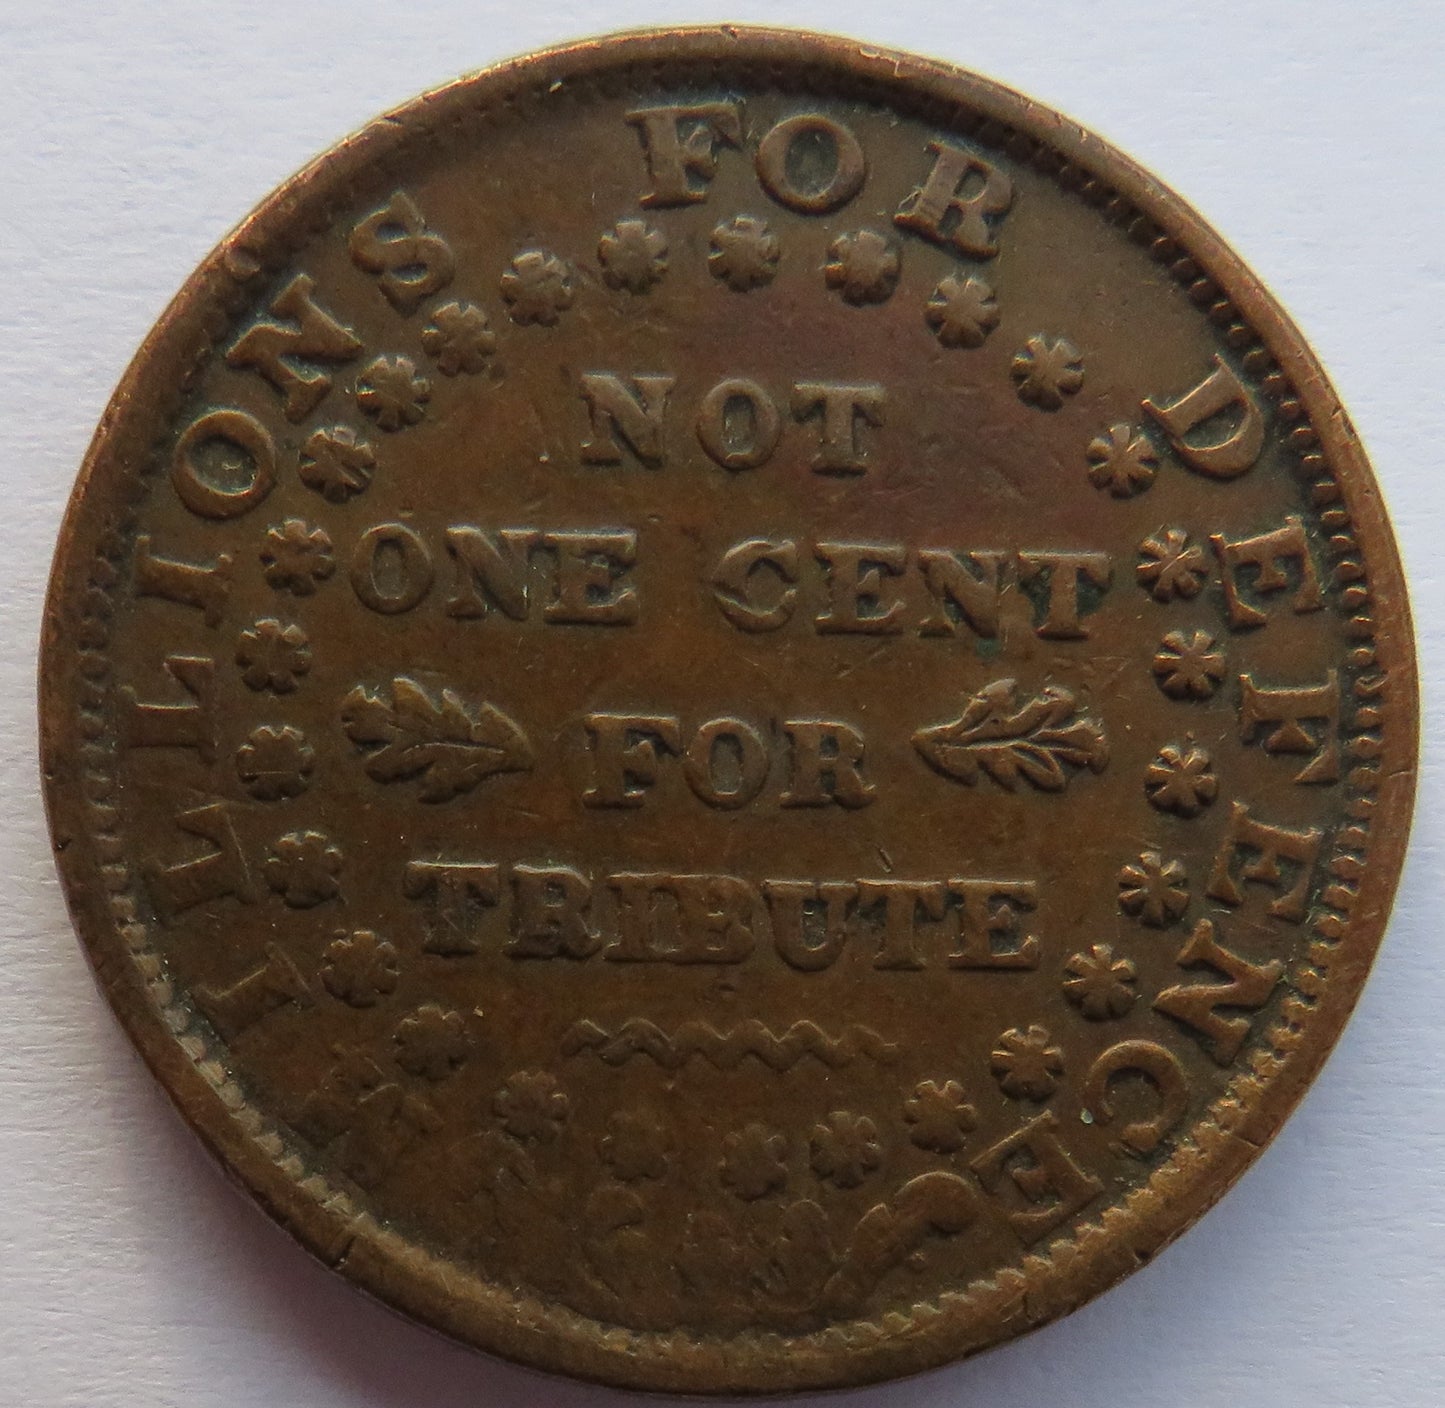 MILLIONS FOR DEFENCE
NOT
ONE CENT
FOR
TRIBUTE